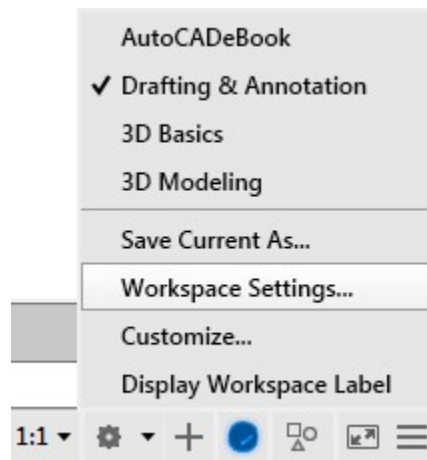 AutoCADeBook
Drafting & Annotation
3D Basics
3D Modeling
Save Current As...
Workspace Settings...
Customize...
Display Workspace Label
1:1